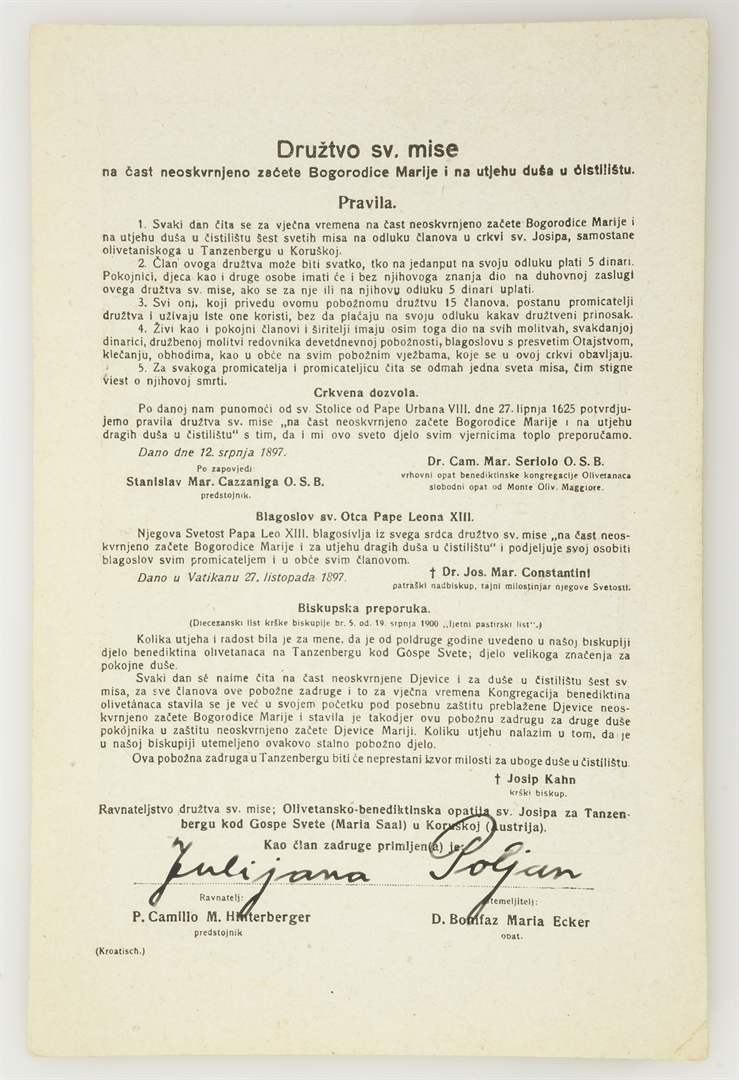 Družtvo sv. mise
na čast neoskvrnjeno začete Bogorodice Marije i na utjehu duša u čistilištu.
Pravila.
1. Svaki dan čita se za vječna vremena na čast neoskvrnjeno začete Bogorodice Marije i
na utjehu duša u čistilištu šest svetih misa na odluku članova u crkvi sv. Josipa, samostane
olivetaniskoga u Tanzenbergu u Koruškoj.
2. Član ovoga družtva može biti svatko, tko na jedanput na svoju odluku plati 5 dinari.
Pokojnici, djeca kao i druge osobe imati će i bez njihovoga znanja dio na duhovnoj zaslugi
ovega družtva sv. mise, ako se za nje ili na njihovu odluku 5 dinari uplati.
3. Svi oni, koji privedu ovomu pobožnomu družtvu 15 članova, postanu promicatelji
družtva i uživaju iste one koristi, bez da plaćaju na svoju odluku kakav družtveni prinosak.
4. Živi kao i pokojni članovi i širitelji imaju osim toga dio na svih molitvah, svakdanjoj
dinarici, družbenoj molitvi redovnika devetdnevnoj pobožnosti, blagoslovu s presvetim Otajstvom,
klečanju, obhodima, kao u obće na svim pobožnim vježbama, koje se u ovoj crkvi obavljaju.
5. Za svakoga promicatelja i promicateljicu čita se odmah jedna sveta misa, čim stigne
viest o njihovoj smrti.
Crkvena dozvola.
Po danoj nam punomoći od sv. Stolice od Pape Urbana VIII. dne 27. lipnja 1625 potvrdju-
jemo pravila družtva sv. mise „na čast neoskvrnjeno začete Bogorodice Marije i na utjehu
dragih duša u čistilištu“ s tim, da i mi ovo sveto djelo svim vjernicima toplo preporučamo.
Dano dne 12. srpnja 1897.
Po zapovjedi:
Stanislav Mar. Cazzaniga O. S. B.
predstojnik.
Dr. Cam. Mar. Seriolo O. S. B.
vrhovni opat benediktinske kongregacije Olivetanaca
slobodni opat od Monte Oliv. Maggiore.
Blagoslov sv. Otca Pape Leona XIII.
Njegova Svetost Papa Leo XIII. blagosivlja iz svega srdca družtvo sv. mise „na čast neos-
kvrnjeno začete Bogorodice Marije i za utjehu dragih duša u čistilištu“ i podjeljuje svoj osobiti
blagoslov svim promicateljem i u obće svim članovom.
Dano u Vatikanu 27. listopada 1897.
† Dr. Jos. Mar. Constantini
patraški nadbiskup, tajni milostinjar njegove Svetosti.
Biskupska preporuka.
(Diecezanski list krške biskupije br. 5. od. 19. srpnja 1900 „ljetni pastirski list“.)
Kolika utjeha i radost bila je za mene, da je od poldruge godine uvedeno u našoj biskupiji
djelo benediktina olivetanaca na Tanzenbergu kod Gospe Svete; djelo velikoga značenja za
pokojne duše.
Svaki dan sé naime čita na čast neoskvrnjene Djevice i za duše u čistilištu šest sv
misa, za sve članova ove pobožne zadruge i to za vječna vremena Kongregacija benediktina
olivetánaca stavila se je već u svojem početku pod posebnu zaštitu preblažene Djevice neos-
kvrnjeno začete Bogorodice Marije i stavila je takodjer ovu pobožnu zadrugu za druge duše
pokojnika u zaštitu neoskvrnjeno začete Djevice Mariji. Koliku utjehu nalazim u tom, da je
u našoj biskupiji utemeljeno ovakovo stalno pobožno djelo.
Ova pobožna zadruga u Tanzenbergu biti će neprestani izvor milosti za uboge duše u čistilištu.
† Josip Kahn
krški biskup.
Ravnateljstvo družtva sv. mise; Olivetansko-benediktinska opatija sv. Josipa za Tanzen-
bergu kod Gospe Svete (Maria Saal) u Koruškoj (Austrija).
Kao član zadruge primljen(a) je:
Julijana Poljan
Ravnatelj:
P. Camillo M. Hinterberger
predstojnik
Utemeljitelj:
D. Bonifaz Maria Ecker
opat.
(Kroatisch.)